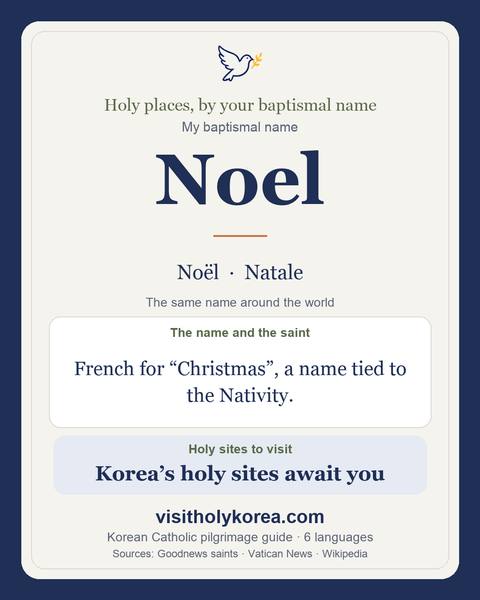 Holy places, by your baptismal name
My baptismal name
Noel
Noël · Natale
The same name around the world
The name and the saint
French for “Christmas”, a name tied to
the Nativity.
Holy sites to visit
Korea’s holy sites await you
visitholykorea.com
Korean Catholic pilgrimage guide · 6 languages
Sources: Goodnews saints · Vatican News · Wikipedia